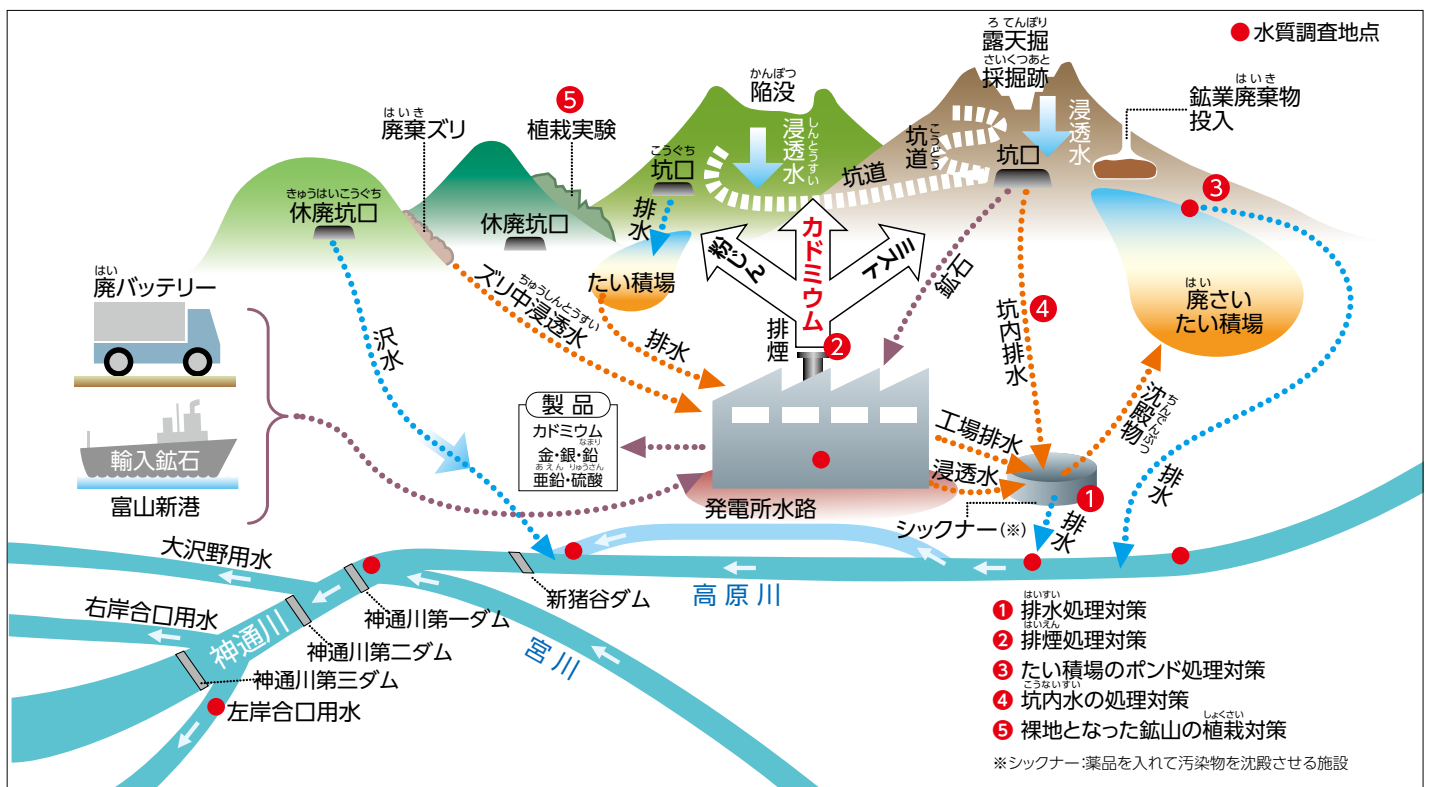 水質調査地点
ろてんぼり
露天掘
さいくつあと
採掘跡
かんぼつ
陥没
はいき
鉱業廃棄物
投入
5
植栽実験
はいき
廃棄ズリ
しんとうすい
浸透水
浸透水
こうどう
坑道
坑道
坑口
こうぐち
坑口
3
きゅうはいこうぐち
休廃坑口
休廃坑口
排水
たい積場
粉じん
カドミウム
ミスト
鉱石
4
坑内排水
はい
廃さい
たい積場
はい
廃バッテリー
沢水
ちゅうしんとうすい
ズリ中浸透水
排水
排煙
2
ちんでんぶつ
沈殿物
製品
カドミウム
なまり
金・銀・鉛
あえん りゅうさん
亜鉛・硫酸
工場排水
浸透水
1
排水
排水
輸入鉱石
富山新港
発電所水路
シックナー(※)
大沢野用水
右岸合口用水
神通川
神通川第一ダム
神通川第二ダム
神通川第三ダム
左岸合口用水
新猪谷ダム
高原川
宮川
はいすい
1 排水処理対策
はいえん
2 排煙処理対策
3 たい積場のポンド処理対策
こうないすい
4 坑内水の処理対策
しょくさい
5 裸地となった鉱山の植栽対策
※シックナー:薬品を入れて汚染物を沈殿させる施設